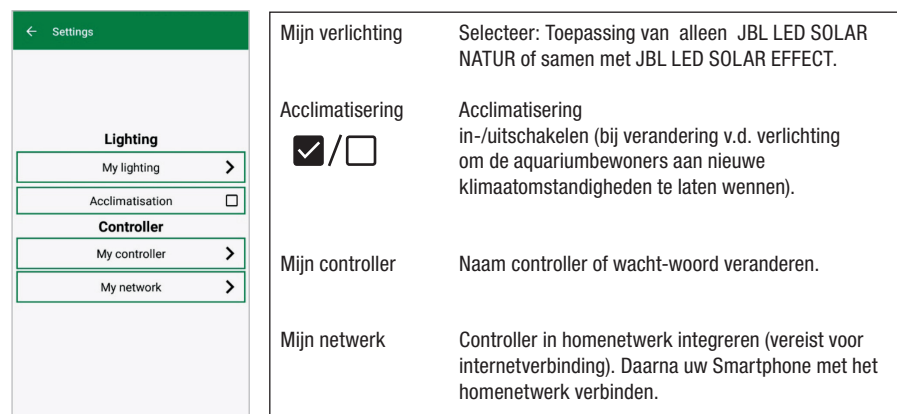 ← Settings
Lighting
My lighting
Acclimatisation
Controller
My controller
My network
Mijn verlichting
Selecteer: Toepassing van alleen JBL LED SOLAR
NATUR of samen met JBL LED SOLAR EFFECT.
Acclimatisering
Acclimatisering
in-/uitschakelen (bij verandering v.d. verlichting
om de aquariumbewoners aan nieuwe
klimaatomstandigheden te laten wennen).
Mijn controller
Naam controller of wacht-woord veranderen.
Mijn netwerk
Controller in homenetwerk integreren (vereist voor
internetverbinding). Daarna uw Smartphone met het
homenetwerk verbinden.